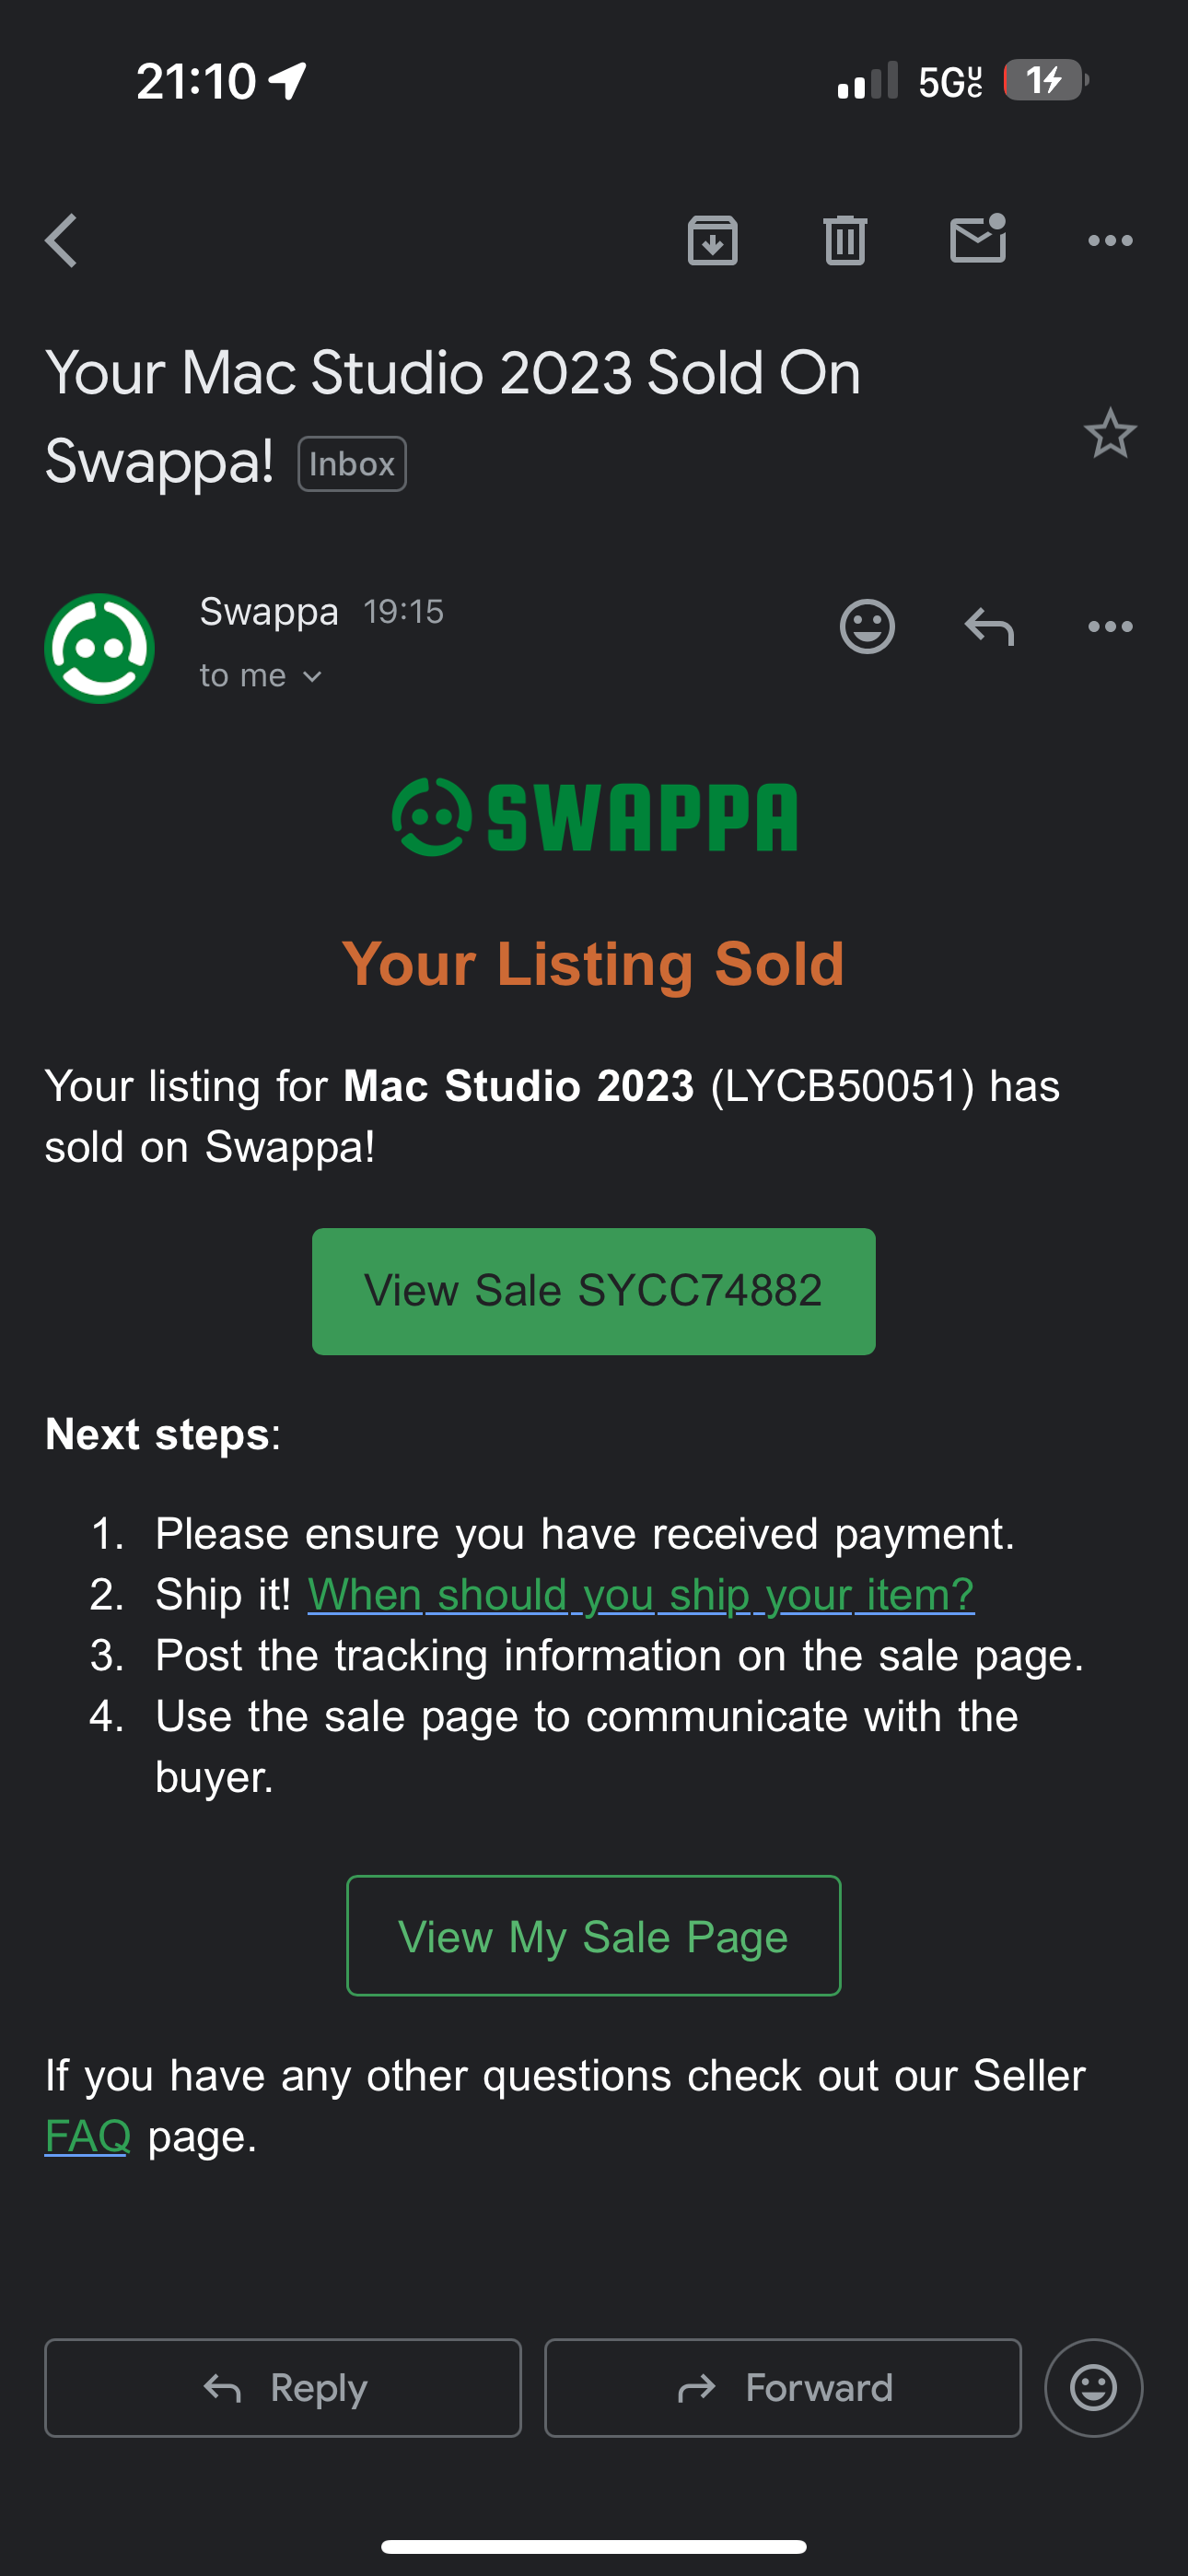 21:10
5GUC
1
Your Mac Studio 2023 Sold On
Swappa! Inbox
Swappa 19:15
to me
SWAPPA
Your Listing Sold
Your listing for Mac Studio 2023 (LYCB50051) has
sold on Swappa!
View Sale SYCC74882
Next steps:
1. Please ensure you have received payment.
2. Ship it! When should you ship your item?
3. Post the tracking information on the sale page.
4. Use the sale page to communicate with the
buyer.
View My Sale Page
If you have any other questions check out our Seller
FAQ page.
Reply
Forward